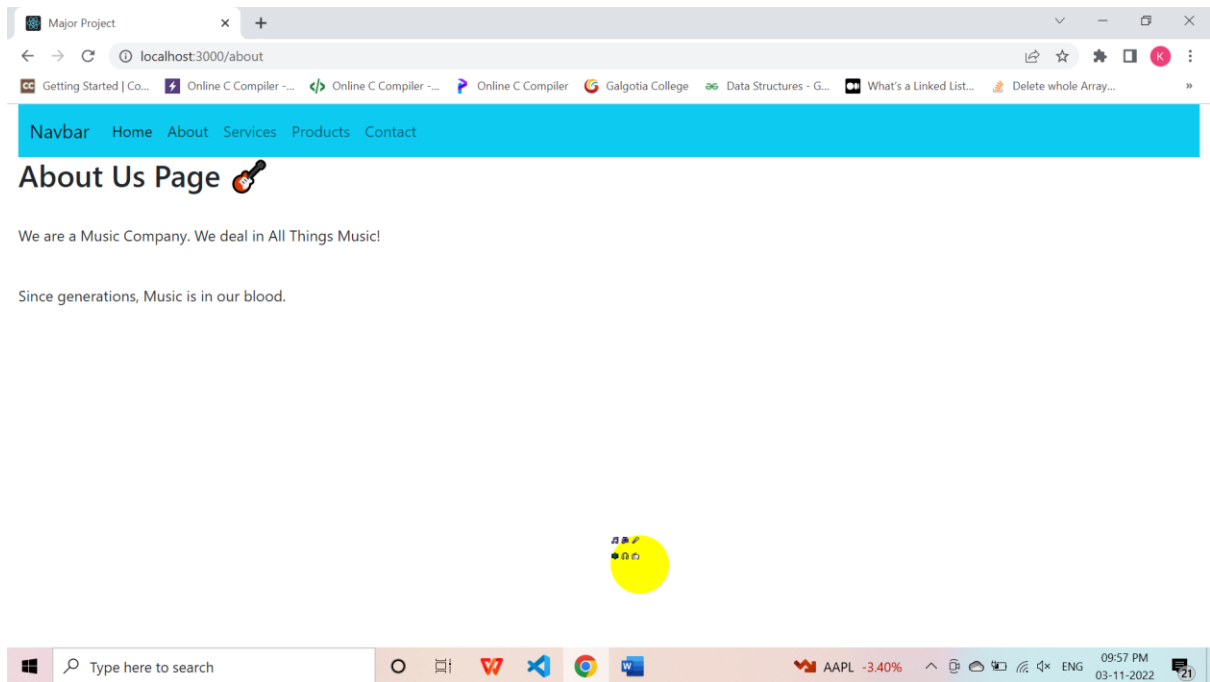 Major Project
localhost:3000/about
K
CC Getting Started | Co... Online C Compiler -... Online C Compiler -... Online C Compiler Galgotia College Data Structures - G... What's a Linked List... Delete whole Array... »
Navbar Home About Services Products Contact
About Us Page 🎸
We are a Music Company. We deal in All Things Music!
Since generations, Music is in our blood.
Type here to search
AAPL -3.40% ENG
09:57 PM
03-11-2022
21